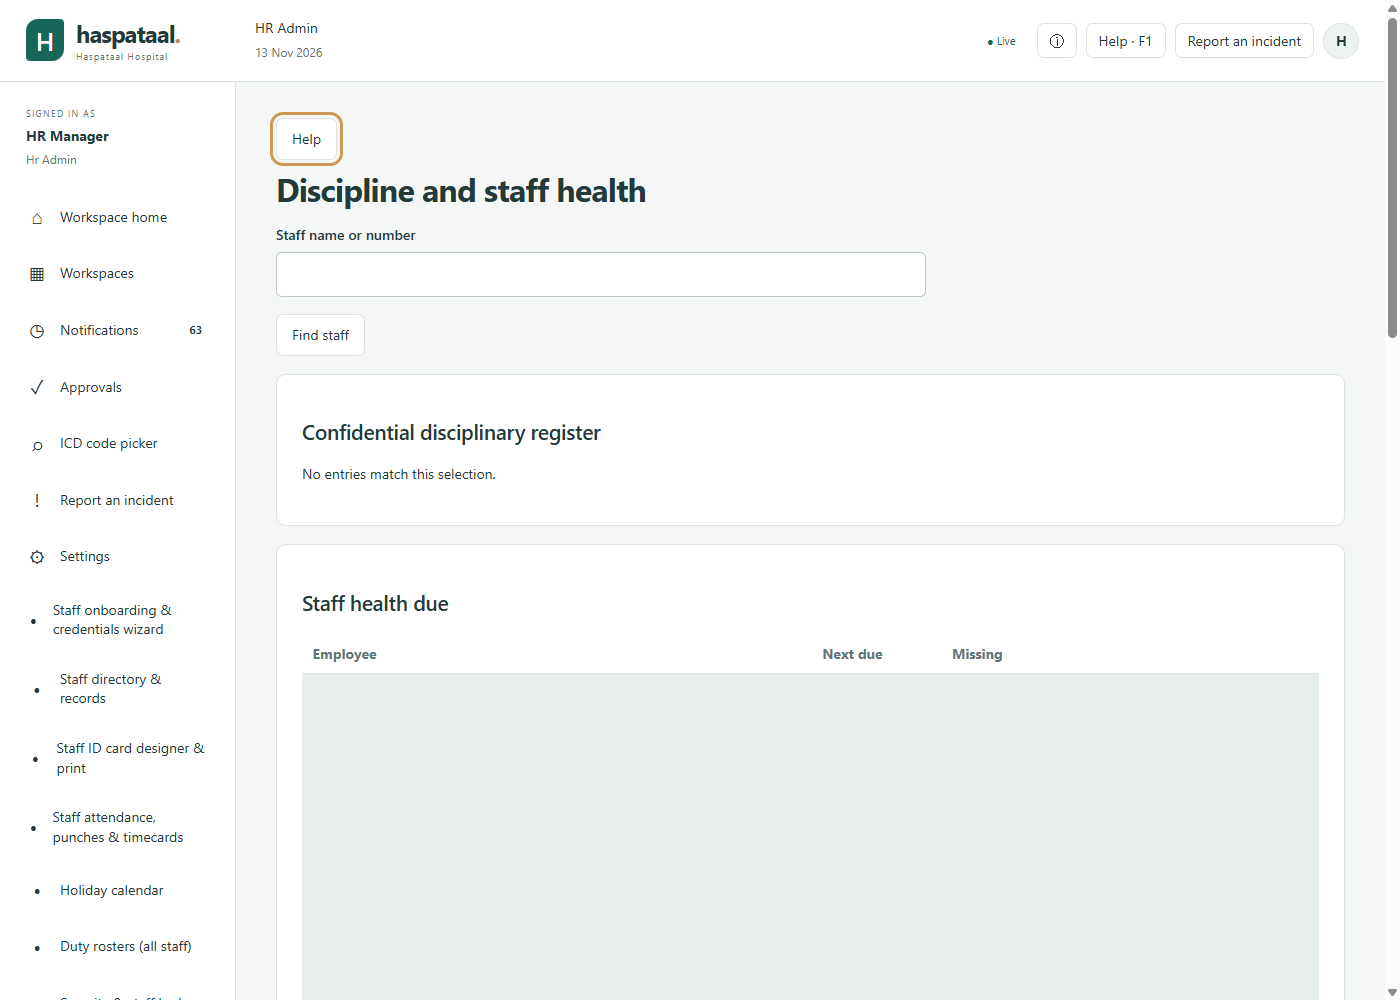 H
haspataal.
Haspataal Hospital
HR Admin
13 Nov 2026
Live
Help · F1
Report an incident
H
SIGNED IN AS
HR Manager
Hr Admin
Workspace home
Workspaces
Notifications 63
Approvals
ICD code picker
Report an incident
Settings
Staff onboarding &
credentials wizard
Staff directory &
records
Staff ID card designer &
print
Staff attendance,
punches & timecards
Holiday calendar
Duty rosters (all staff)
Help
Discipline and staff health
Staff name or number
Find staff
Confidential disciplinary register
No entries match this selection.
Staff health due
Employee Next due Missing